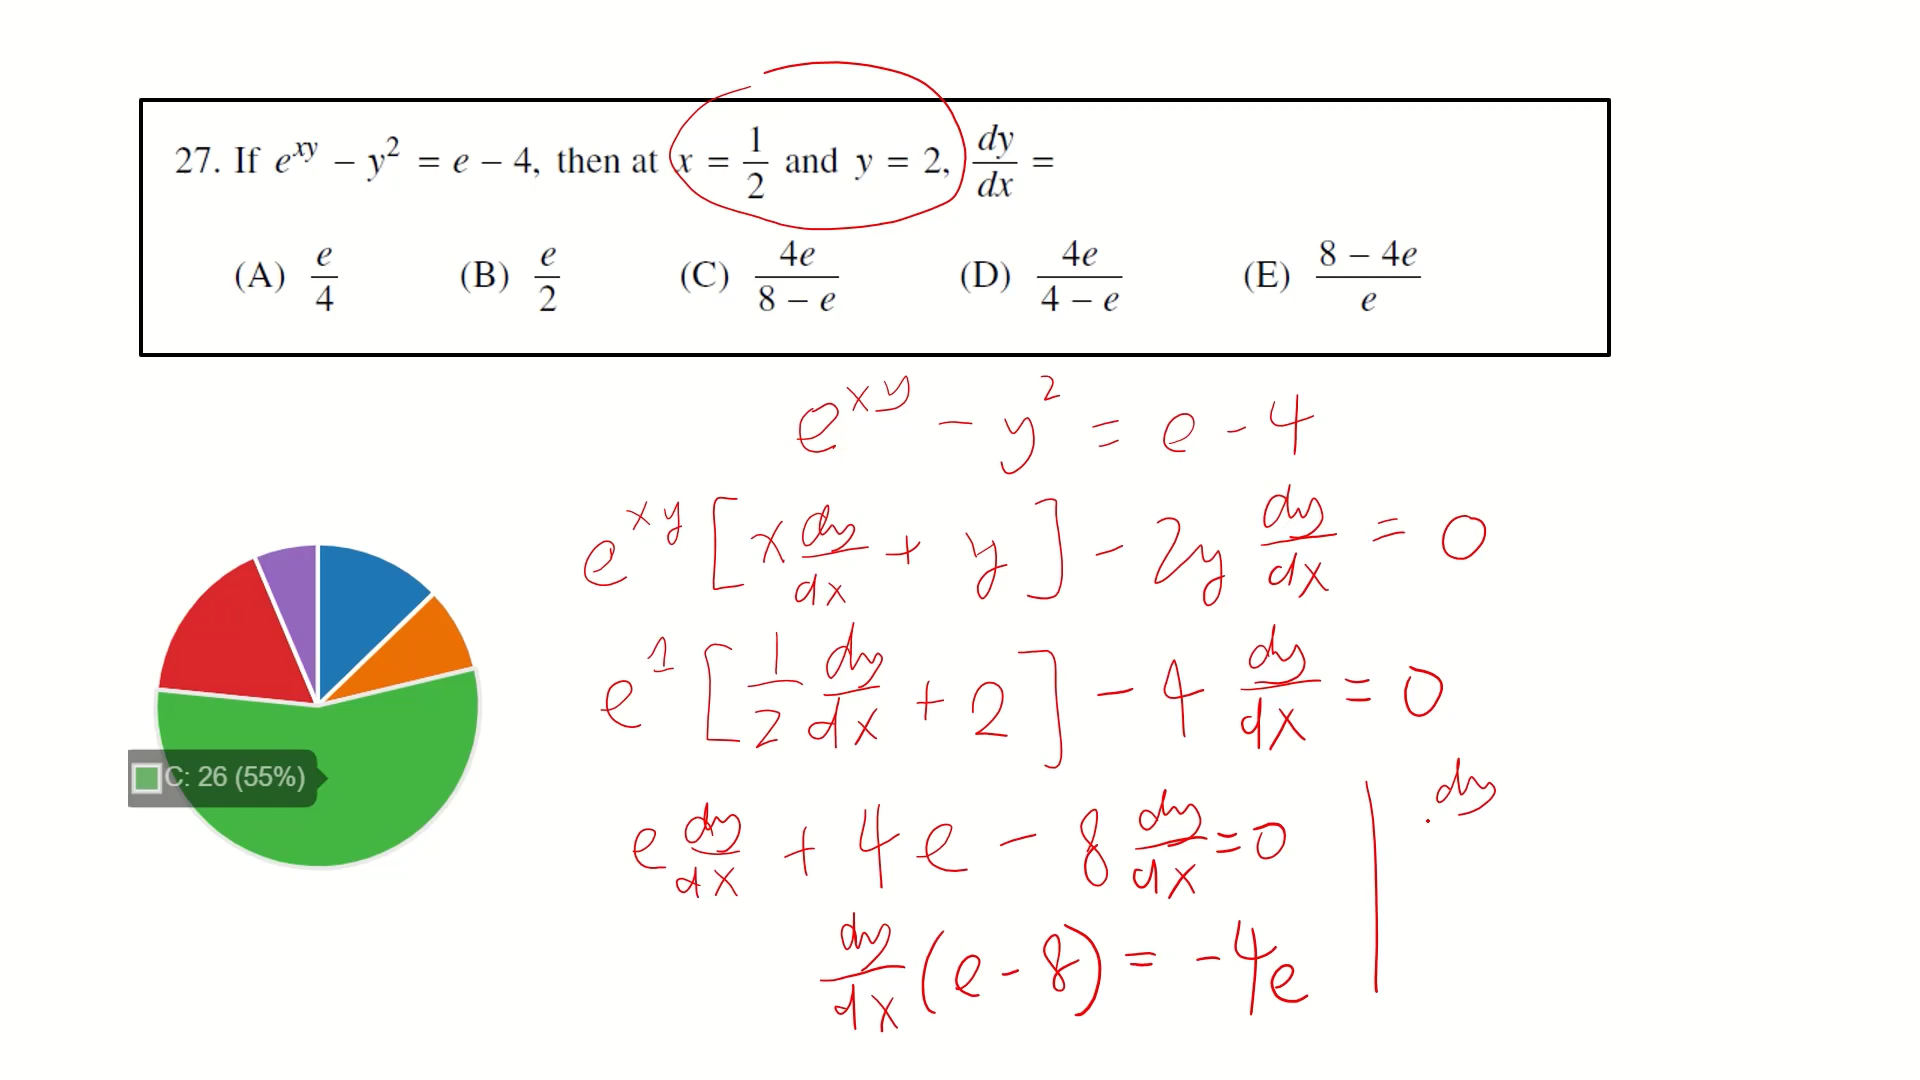 27. If e^{xy} − y² = e − 4, then at x = 1/2 and y = 2, dy/dx =
(A) e/4 (B) e/2 (C) 4e/(8 − e) (D) 4e/(4 − e) (E) (8 − 4e)/e
e^{xy} − y² = e − 4
e^{xy} [x dy/dx + y] − 2y dy/dx = 0
e^1 [1/2 dy/dx + 2] − 4 dy/dx = 0
C: 26 (55%)
e dy/dx + 4e − 8 dy/dx = 0
dy
dy/dx (e − 8) = −4e